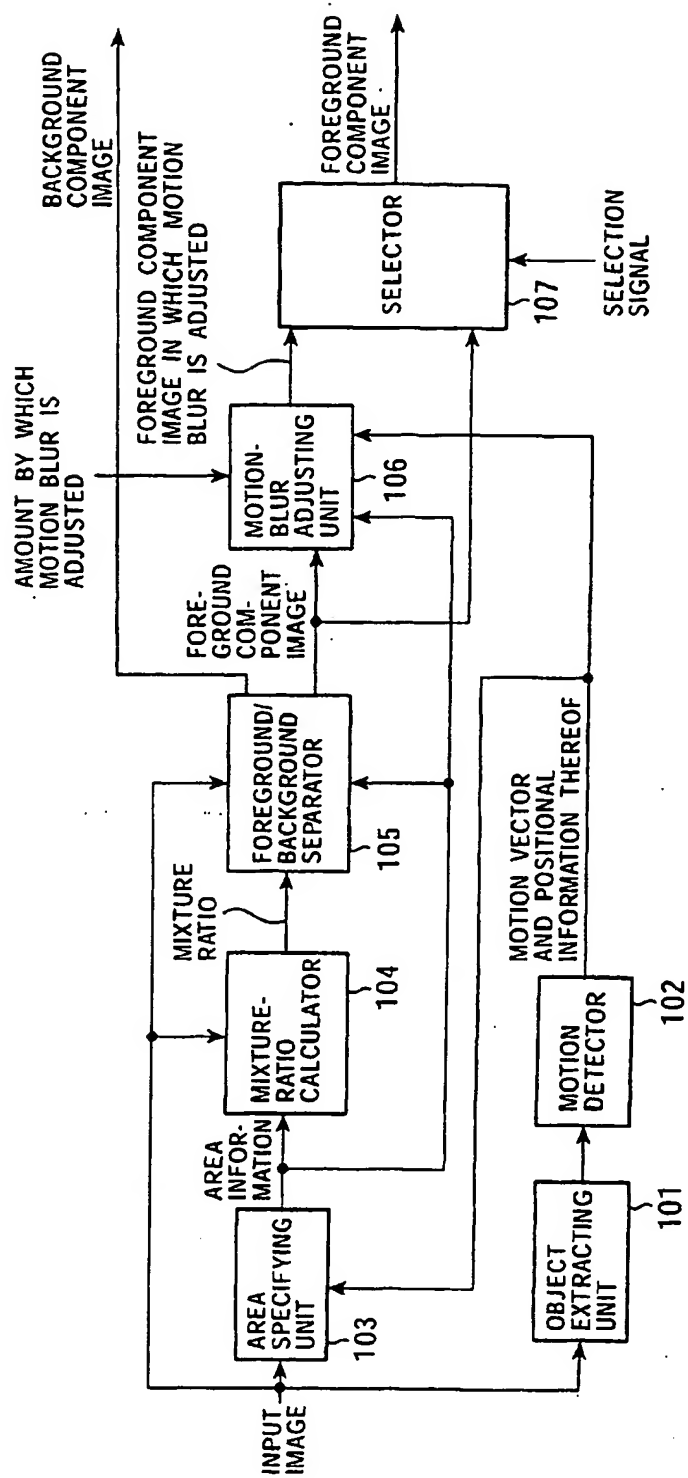 INPUT
IMAGE
AREA
SPECIFYING
UNIT
103
AREA
INFOR-
MATION
MIXTURE-
RATIO
CALCULATOR
104
MIXTURE
RATIO
FOREGROUND/
BACKGROUND
SEPARATOR
105
FORE-
GROUND
COM-
PONENT
IMAGE
AMOUNT BY WHICH
MOTION BLUR IS
ADJUSTED
MOTION-
BLUR
ADJUSTING
UNIT
106
FOREGROUND COMPONENT
IMAGE IN WHICH MOTION
BLUR IS ADJUSTED
BACKGROUND
COMPONENT
IMAGE
SELECTOR
107
SELECTION
SIGNAL
FOREGROUND
COMPONENT
IMAGE
OBJECT
EXTRACTING
UNIT
101
MOTION
DETECTOR
102
MOTION VECTOR
AND POSITIONAL
INFORMATION THEREOF